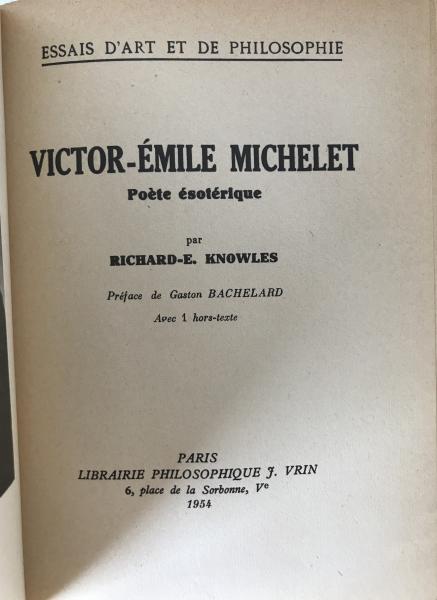 ESSAIS D'ART ET DE PHILOSOPHIE
VICTOR-ÉMILE MICHELET
Poète ésotérique
par
RICHARD-E. KNOWLES
Préface de Gaston BACHELARD
Avec 1 hors-texte
PARIS
LIBRAIRIE PHILOSOPHIQUE J. VRIN
6, place de la Sorbonne, Ve
1954